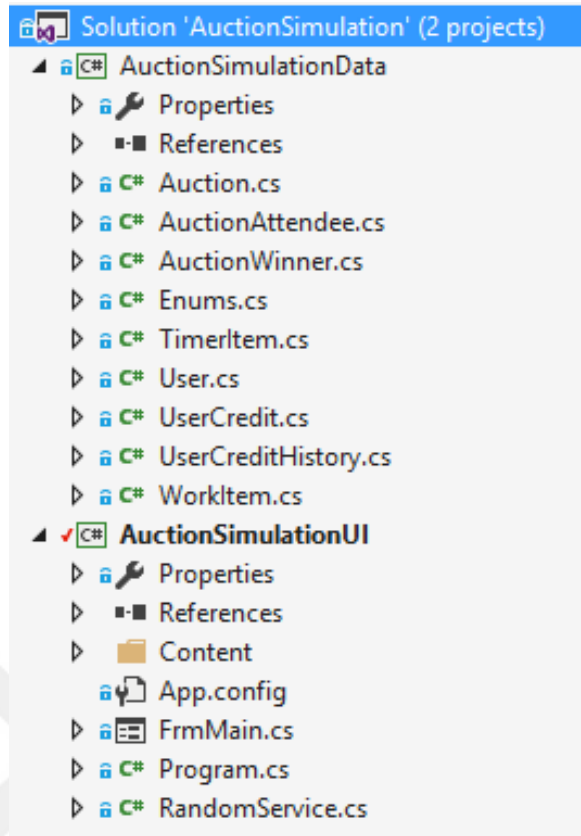 Solution 'AuctionSimulation' (2 projects)
C# AuctionSimulationData
Properties
References
C# Auction.cs
C# AuctionAttendee.cs
C# AuctionWinner.cs
C# Enums.cs
C# TimerItem.cs
C# User.cs
C# UserCredit.cs
C# UserCreditHistory.cs
C# WorkItem.cs
C# AuctionSimulationUI
Properties
References
Content
App.config
FrmMain.cs
C# Program.cs
C# RandomService.cs